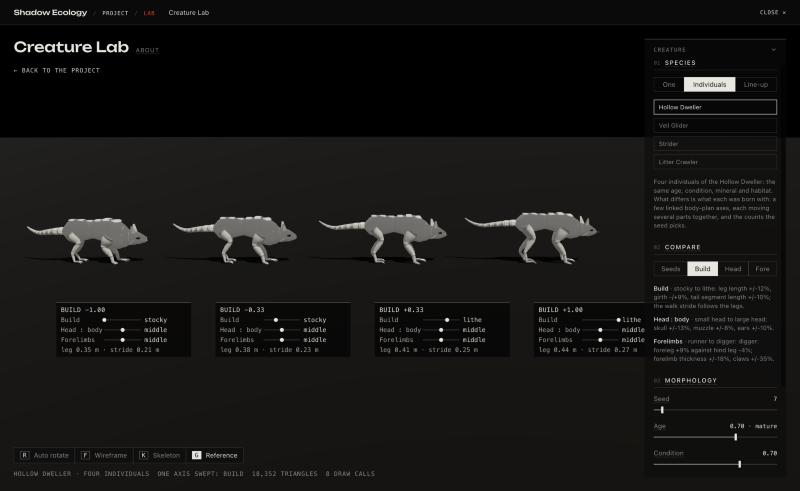 Shadow Ecology / PROJECT / LAB Creature Lab CLOSE ×
Creature Lab ABOUT
← BACK TO THE PROJECT
CREATURE
01 SPECIES
One Individuals Line-up
Hollow Dweller
Veil Glider
Strider
Litter Crawler
Four individuals of the Hollow Dweller: the
same age, condition, mineral and habitat.
What differs is what each was born with: a
few linked body-plan axes, each moving
several parts together, and the counts the
seed picks.
02 COMPARE
Seeds Build Head Fore
Build · stocky to lithe: leg length +/-12%,
girth -/+9%, tail segment length +/-10%;
the walk stride follows the legs.
Head : body · small head to large head:
skull +/-13%, muzzle +/-8%, ears +/-10%.
Forelimbs · runner to digger: digger:
foreleg +9% against hind leg -4%;
forelimb thickness +/-18%, claws +/-35%.
03 MORPHOLOGY
Seed 7
Age 0.70 · mature
Condition 0.70
BUILD -1.00
Build stocky
Head : body middle
Forelimbs middle
leg 0.35 m · stride 0.21 m
BUILD -0.33
Build stocky
Head : body middle
Forelimbs middle
leg 0.38 m · stride 0.23 m
BUILD +0.33
Build lithe
Head : body middle
Forelimbs middle
leg 0.41 m · stride 0.25 m
BUILD +1.00
Build lithe
Head : body middle
Forelimbs middle
leg 0.44 m · stride 0.27 m
R Auto rotate F Wireframe K Skeleton G Reference
HOLLOW DWELLER · FOUR INDIVIDUALS ONE AXIS SWEPT: BUILD 18,352 TRIANGLES 8 DRAW CALLS